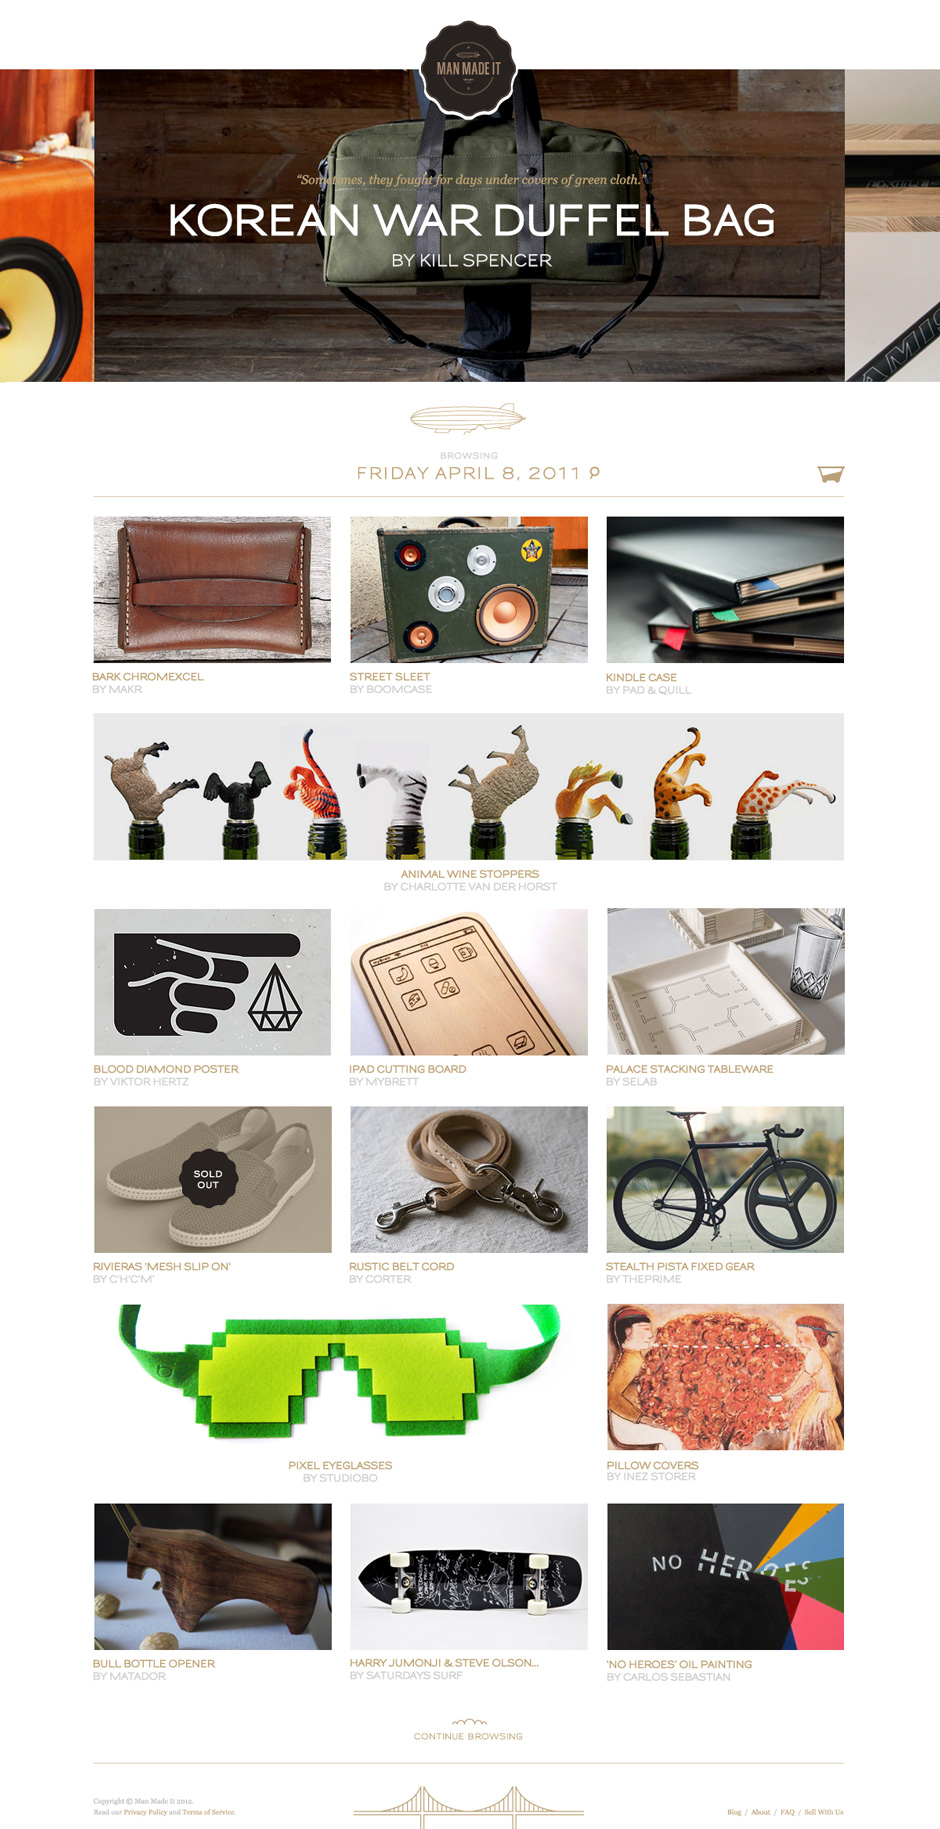 MAN MADE IT
“Sometimes, they fought for days under covers of green cloth.”
KOREAN WAR DUFFEL BAG
BY KILL SPENCER
BROWSING
FRIDAY APRIL 8, 2011
BARK CHROMEXCEL
BY MAKR
STREET SLEET
BY BOOMCASE
KINDLE CASE
BY PAD & QUILL
ANIMAL WINE STOPPERS
BY CHARLOTTE VAN DER HORST
BLOOD DIAMOND POSTER
BY VIKTOR HERTZ
IPAD CUTTING BOARD
BY MYBRETT
PALACE STACKING TABLEWARE
BY SELAB
SOLD
OUT
RIVIERAS 'MESH SLIP ON'
BY C'H'C'M'
RUSTIC BELT CORD
BY CORTER
STEALTH PISTA FIXED GEAR
BY THEPRIME
PIXEL EYEGLASSES
BY STUDIOBO
PILLOW COVERS
BY INEZ STORER
NO HEROES
BULL BOTTLE OPENER
BY MATADOR
HARRY JUMONJI & STEVE OLSON...
BY SATURDAYS SURF
'NO HEROES' OIL PAINTING
BY CARLOS SEBASTIAN
CONTINUE BROWSING
Copyright © Man Made It 2012.
Read our Privacy Policy and Terms of Service.
Blog / About / FAQ / Sell With Us